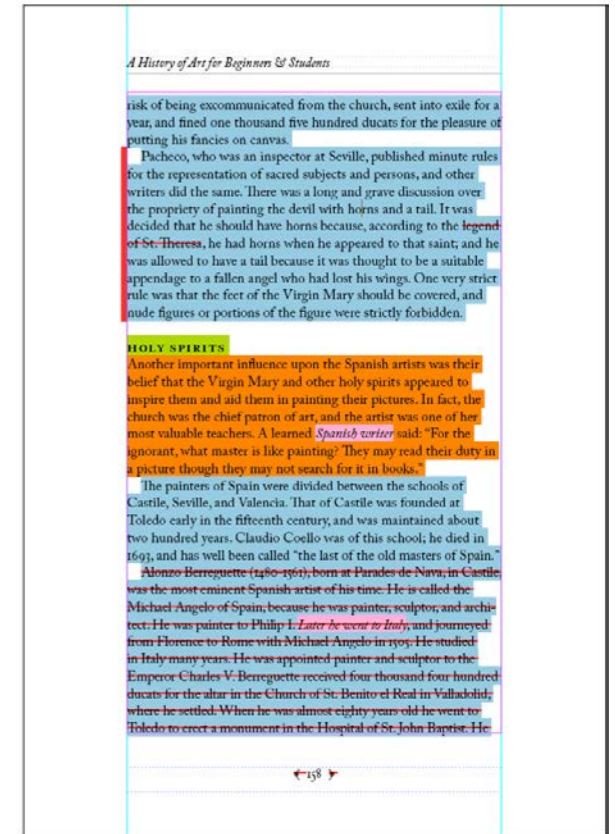 A History of Art for Beginners & Students
risk of being excommunicated from the church, sent into exile for a
year, and fined one thousand five hundred ducats for the pleasure of
putting his fancies on canvas.
Pacheco, who was an inspector at Seville, published minute rules
for the representation of sacred subjects and persons, and other
writers did the same. There was a long and grave discussion over
the propriety of painting the devil with horns and a tail. It was
decided that he should have horns because, according to the legend
of St. Theresa, he had horns when he appeared to that saint; and he
was allowed to have a tail because it was thought to be a suitable
appendage to a fallen angel who had lost his wings. One very strict
rule was that the feet of the Virgin Mary should be covered, and
nude figures or portions of the figure were strictly forbidden.
HOLY SPIRITS
Another important influence upon the Spanish artists was their
belief that the Virgin Mary and other holy spirits appeared to
inspire them and aid them in painting their pictures. In fact, the
church was the chief patron of art, and the artist was one of her
most valuable teachers. A learned Spanish writer said: “For the
ignorant, what master is like painting? They may read their duty in
a picture though they may not search for it in books.”
The painters of Spain were divided between the schools of
Castile, Seville, and Valencia. That of Castile was founded at
Toledo early in the fifteenth century, and was maintained about
two hundred years. Claudio Coello was of this school; he died in
1693, and has well been called “the last of the old masters of Spain.”
Alonzo Berreguette (1480-1561), born at Parades de Nava, in Castile,
was the most eminent Spanish artist of his time. He is called the
Michael Angelo of Spain, because he was painter, sculptor, and archi-
tect. He was painter to Philip I. Later he went to Italy, and journeyed
from Florence to Rome with Michael Angelo in 1505. He studied
in Italy many years. He was appointed painter and sculptor to the
Emperor Charles V. Berreguette received four thousand four hundred
ducats for the altar in the Church of St. Benito el Real in Valladolid,
where he settled. When he was almost eighty years old he went to
Toledo to erect a monument in the Hospital of St. John Baptist. He
158